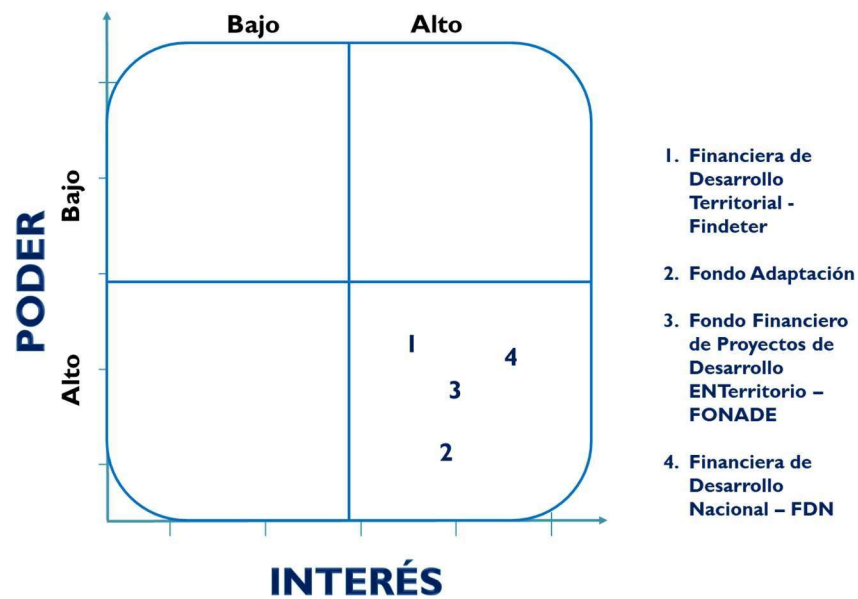 Bajo
Alto
PODER
Bajo
Alto
1
4
3
2
INTERÉS
1. Financiera de
Desarrollo
Territorial -
Findeter
2. Fondo Adaptación
3. Fondo Financiero
de Proyectos de
Desarrollo
ENTerritorio –
FONADE
4. Financiera de
Desarrollo
Nacional – FDN